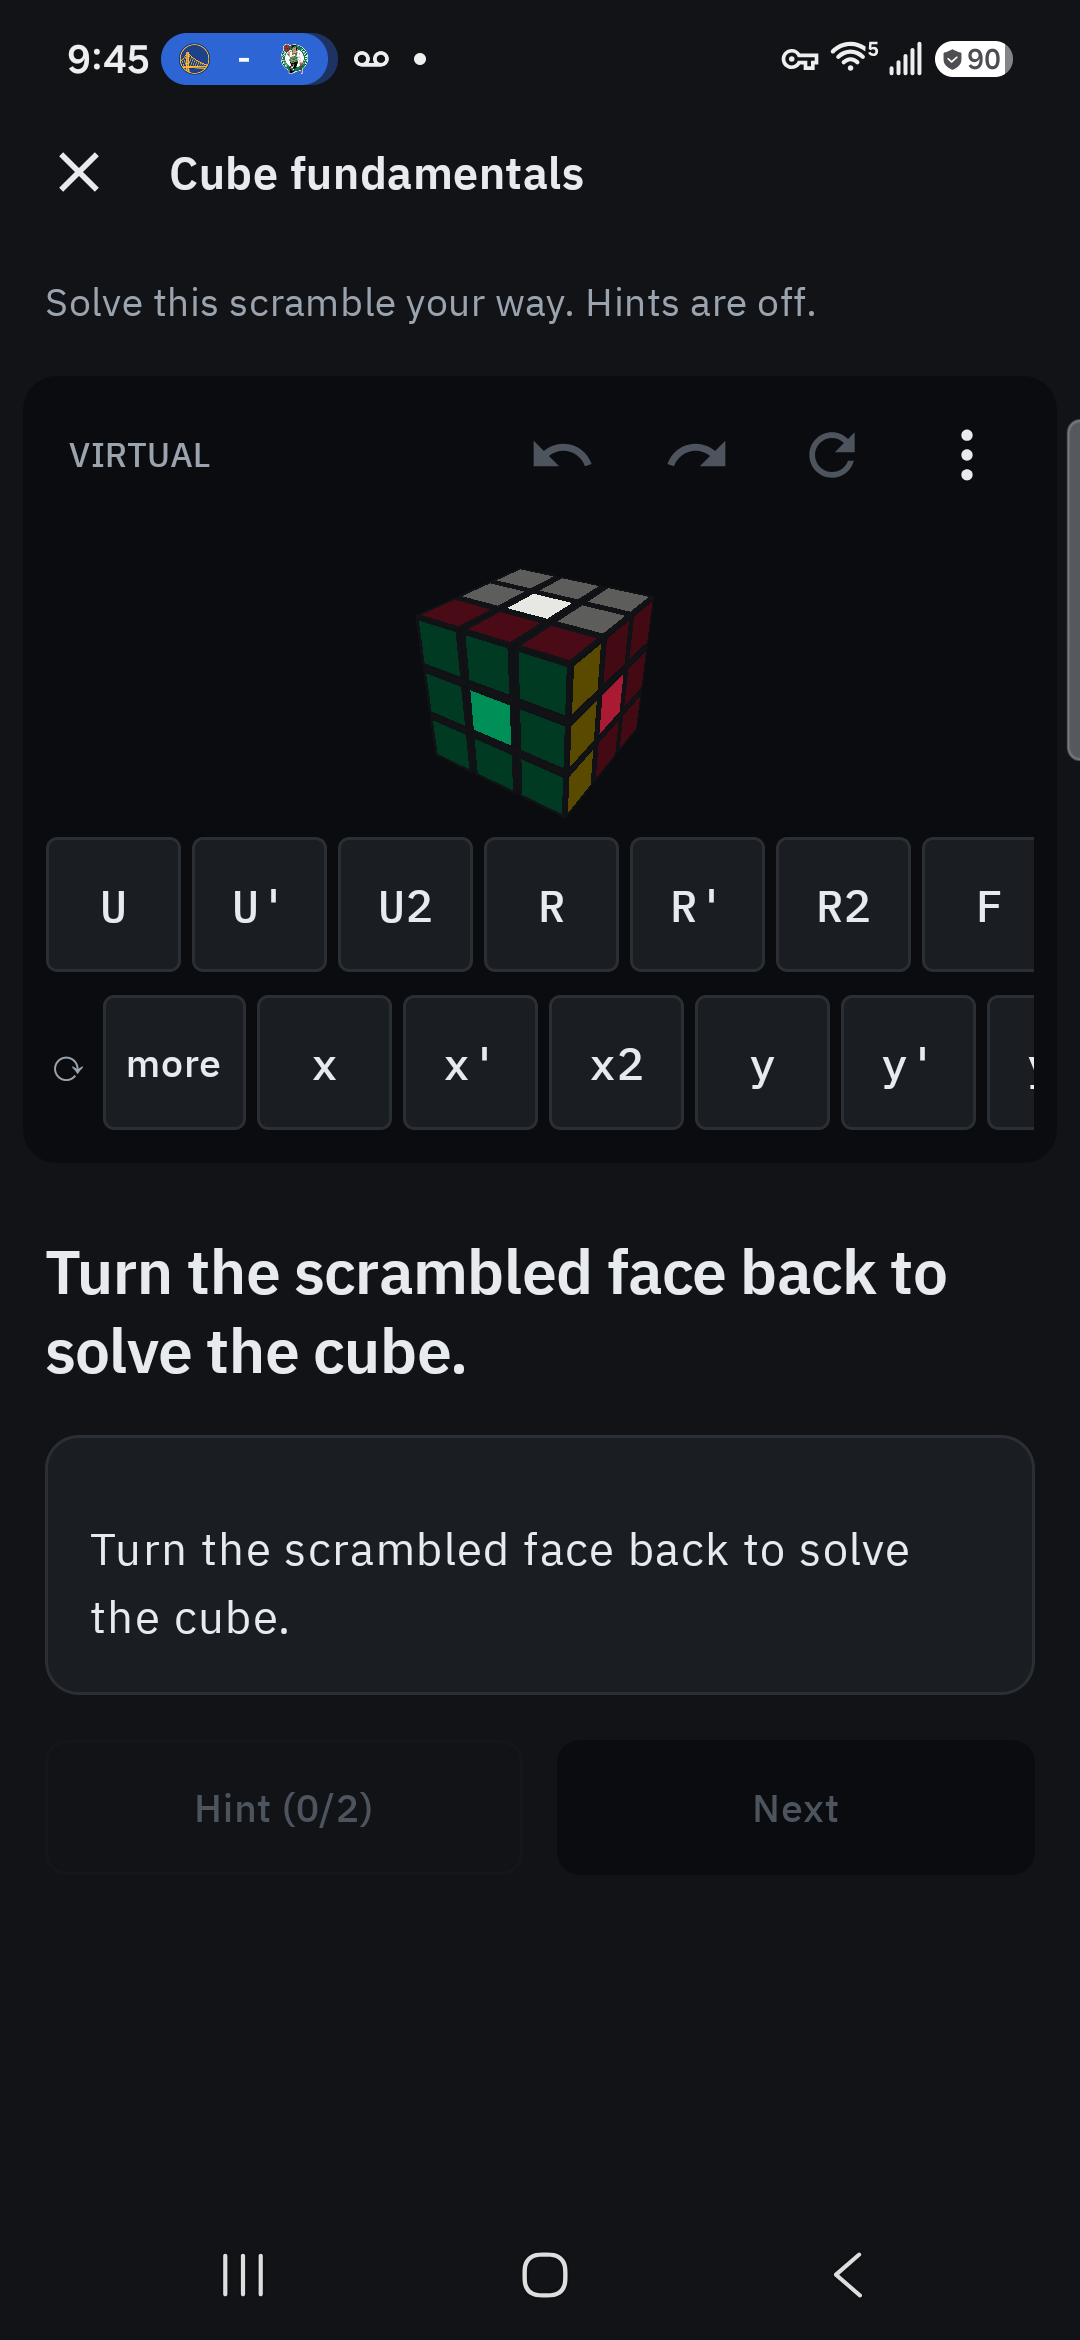 9:45 - 5 90
Cube fundamentals
Solve this scramble your way. Hints are off.
VIRTUAL
U U' U2 R R' R2 F
more x x' x2 y y'
Turn the scrambled face back to
solve the cube.
Turn the scrambled face back to solve
the cube.
Hint (0/2) Next